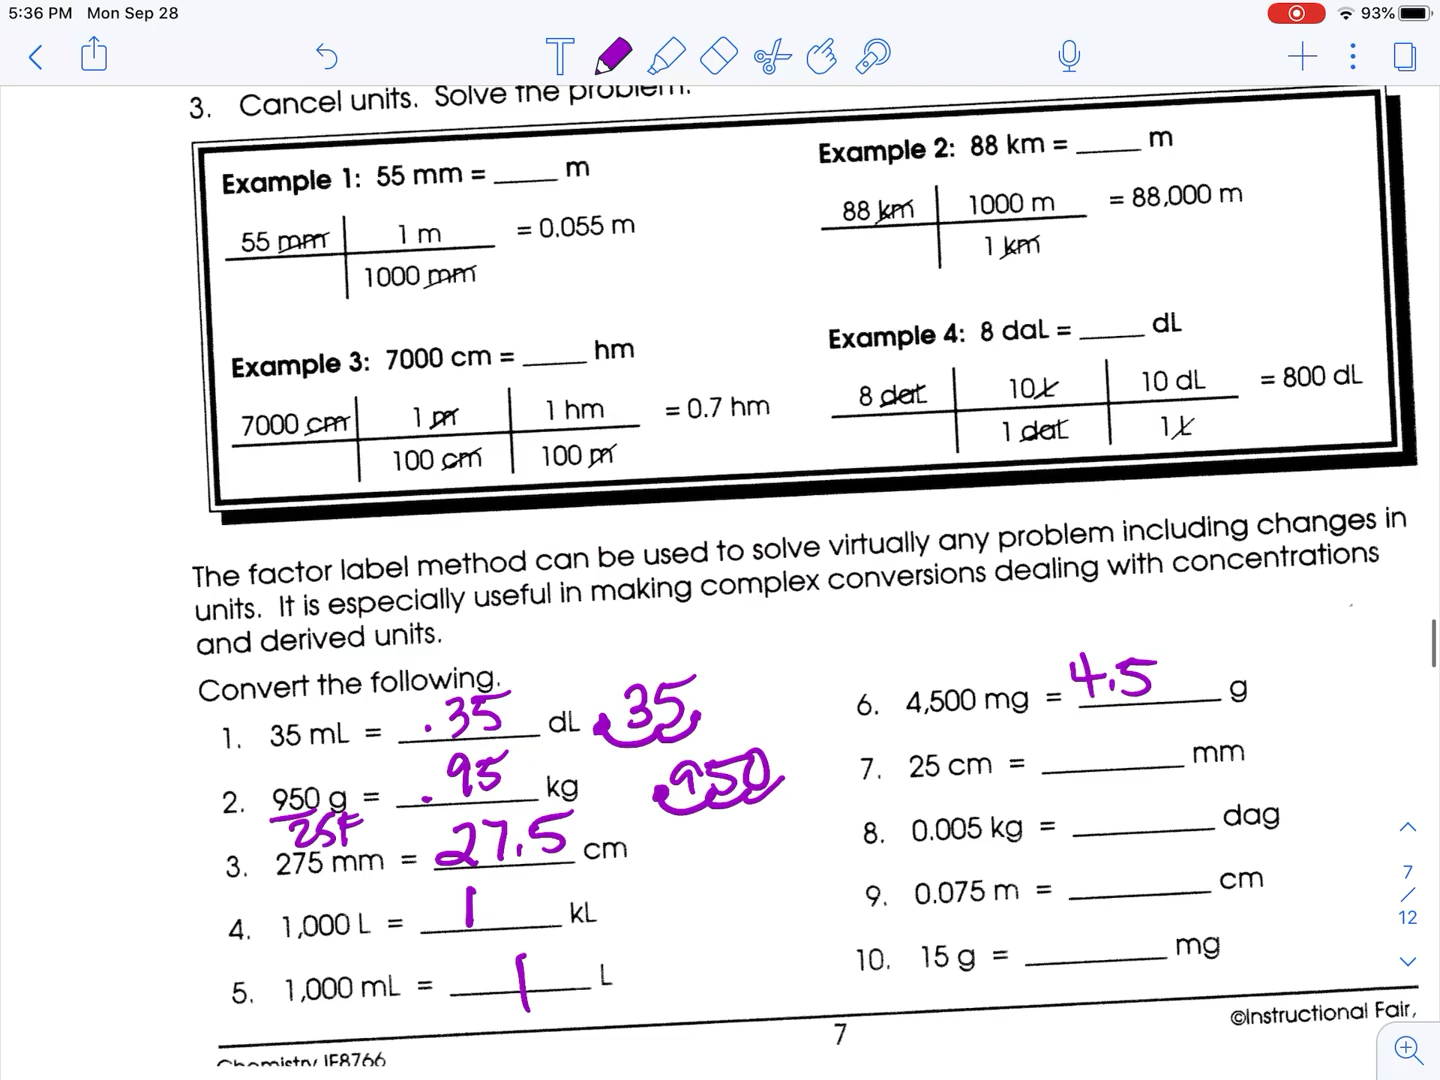 5:36 PM Mon Sep 28 93%
T
3. Cancel units. Solve the problem.
Example 1: 55 mm = _____ m
55 mm | 1 m = 0.055 m
1000 mm
Example 2: 88 km = _____ m
88 km | 1000 m = 88,000 m
1 km
Example 3: 7000 cm = _____ hm
7000 cm | 1 m | 1 hm = 0.7 hm
100 cm | 100 m
Example 4: 8 daL = _____ dL
8 daL | 10 L | 10 dL = 800 dL
1 daL | 1 L
The factor label method can be used to solve virtually any problem including changes in
units. It is especially useful in making complex conversions dealing with concentrations
and derived units.
Convert the following.
1. 35 mL = .35 dL .35.
2. 950 g = .95 kg .950
2SF
3. 275 mm = 27.5 cm
4. 1,000 L = 1 kL
5. 1,000 mL = 1 L
6. 4,500 mg = 4.5 g
7. 25 cm = _____ mm
8. 0.005 kg = _____ dag
9. 0.075 m = _____ cm
10. 15 g = _____ mg
7
/
12
Chemistry IF8766
7
©Instructional Fair,